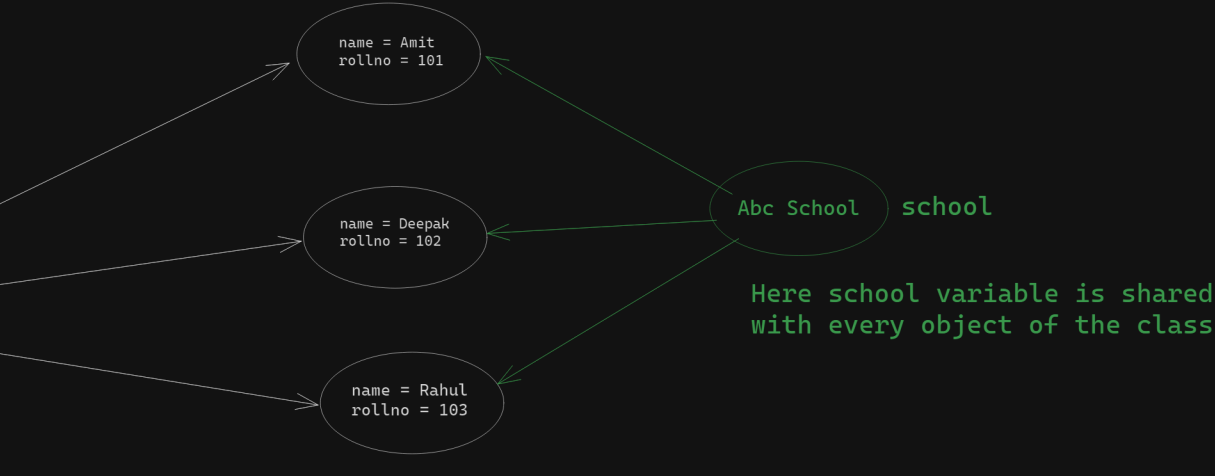 name = Amit
rollno = 101
name = Deepak
rollno = 102
name = Rahul
rollno = 103
Abc School
school
Here school variable is shared
with every object of the class